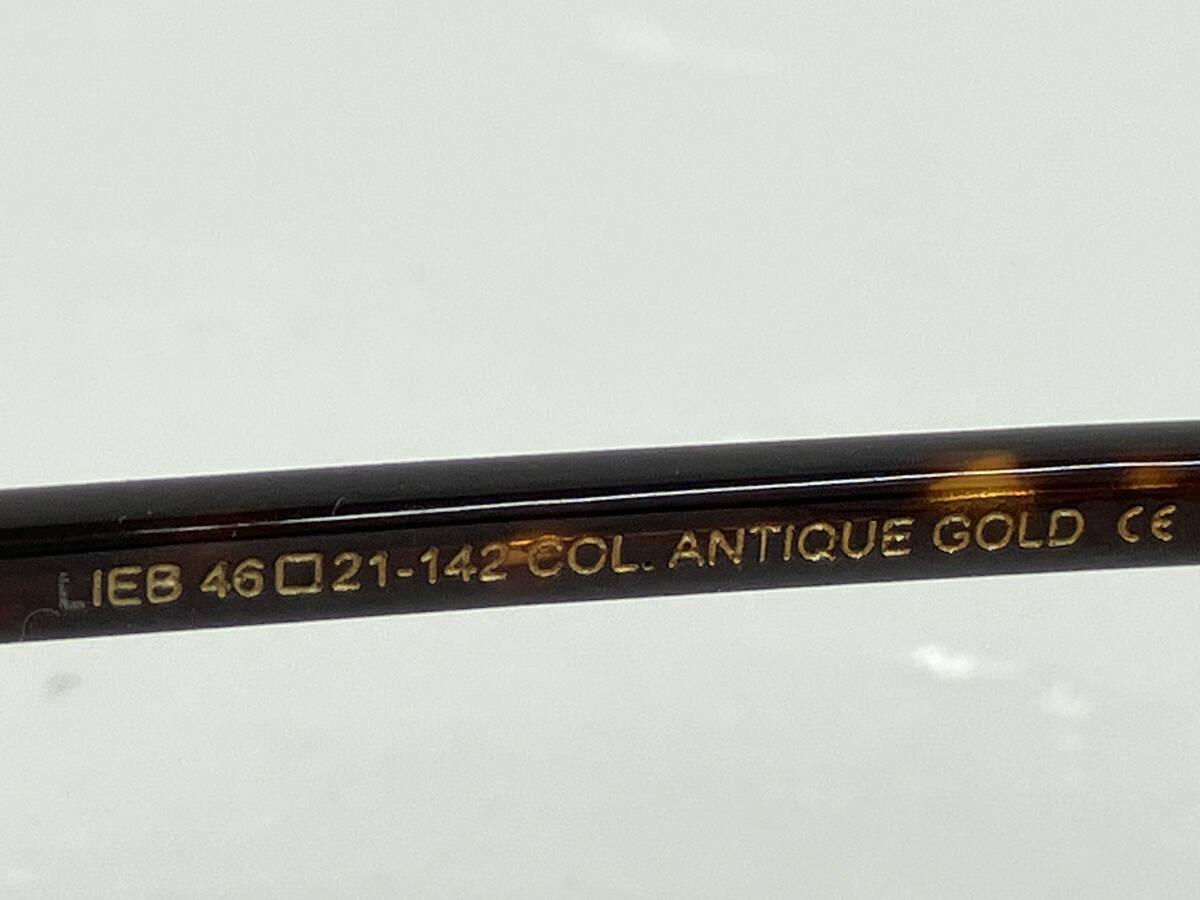 LIEB 46□21-142 COL. ANTIQUE GOLD CE